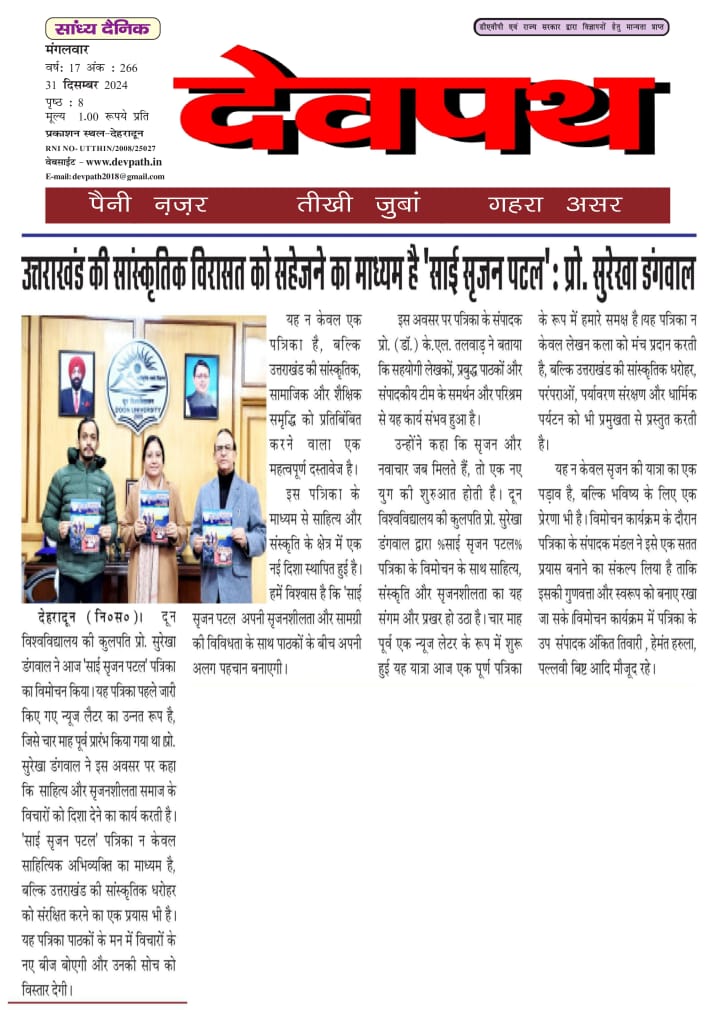 सांध्य दैनिक
मंगलवार
वर्ष: 17 अंक : 266
31 दिसम्बर 2024
पृष्ठ : 8
मूल्य 1.00 रूपये प्रति
प्रकाशन स्थल-देहरादून
RNI NO- UTTHIN/2008/25027
वेबसाईट - www.devpath.in
E-mail: devpath2018@gmail.com
डीएवीपी एवं राज्य सरकार द्वारा विज्ञापनों हेतु मान्यता प्राप्त
देवपथ
पैनी नज़र तीखी जुबां गहरा असर
उत्तराखंड की सांस्कृतिक विरासत को सहेजने का माध्यम है 'साई सृजन पटल' : प्रो. सुरेखा डंगवाल
DOON UNIVERSITY
देहरादून (नि०स०)। दून
विश्वविद्यालय की कुलपति प्रो. सुरेखा
डंगवाल ने आज 'साई सृजन पटल' पत्रिका
का विमोचन किया। यह पत्रिका पहले जारी
किए गए न्यूज लैटर का उन्नत रूप है,
जिसे चार माह पूर्व प्रारंभ किया गया था।प्रो.
सुरेखा डंगवाल ने इस अवसर पर कहा
कि साहित्य और सृजनशीलता समाज के
विचारों को दिशा देने का कार्य करती है।
'साई सृजन पटल' पत्रिका न केवल
साहित्यिक अभिव्यक्ति का माध्यम है,
बल्कि उत्तराखंड की सांस्कृतिक धरोहर
को संरक्षित करने का एक प्रयास भी है।
यह पत्रिका पाठकों के मन में विचारों के
नए बीज बोएगी और उनकी सोच को
विस्तार देगी।
यह न केवल एक
पत्रिका है, बल्कि
उत्तराखंड की सांस्कृतिक,
सामाजिक और शैक्षिक
समृद्धि को प्रतिबिंबित
करने वाला एक
महत्वपूर्ण दस्तावेज है।
इस पत्रिका के
माध्यम से साहित्य और
संस्कृति के क्षेत्र में एक
नई दिशा स्थापित हुई है।
हमें विश्वास है कि 'साई
सृजन पटल अपनी सृजनशीलता और सामग्री
की विविधता के साथ पाठकों के बीच अपनी
अलग पहचान बनाएगी।
इस अवसर पर पत्रिका के संपादक
प्रो. (डॉ.) के.एल. तलवाड़ ने बताया
कि सहयोगी लेखकों, प्रबुद्ध पाठकों और
संपादकीय टीम के समर्थन और परिश्रम
से यह कार्य संभव हुआ है।
उन्होंने कहा कि सृजन और
नवाचार जब मिलते हैं, तो एक नए
युग की शुरुआत होती है। दून
विश्वविद्यालय की कुलपति प्रो. सुरेखा
डंगवाल द्वारा %साई सृजन पटल%
पत्रिका के विमोचन के साथ साहित्य,
संस्कृति और सृजनशीलता का यह
संगम और प्रखर हो उठा है। चार माह
पूर्व एक न्यूज लेटर के रूप में शुरू
हुई यह यात्रा आज एक पूर्ण पत्रिका
के रूप में हमारे समक्ष है।यह पत्रिका न
केवल लेखन कला को मंच प्रदान करती
है, बल्कि उत्तराखंड की सांस्कृतिक धरोहर,
परंपराओं, पर्यावरण संरक्षण और धार्मिक
पर्यटन को भी प्रमुखता से प्रस्तुत करती
है।
यह न केवल सृजन की यात्रा का एक
पड़ाव है, बल्कि भविष्य के लिए एक
प्रेरणा भी है। विमोचन कार्यक्रम के दौरान
पत्रिका के संपादक मंडल ने इसे एक सतत
प्रयास बनाने का संकल्प लिया है ताकि
इसकी गुणवत्ता और स्वरूप को बनाए रखा
जा सके।विमोचन कार्यक्रम में पत्रिका के
उप संपादक अंकित तिवारी , हेमंत हरुला,
पल्लवी बिष्ट आदि मौजूद रहे।